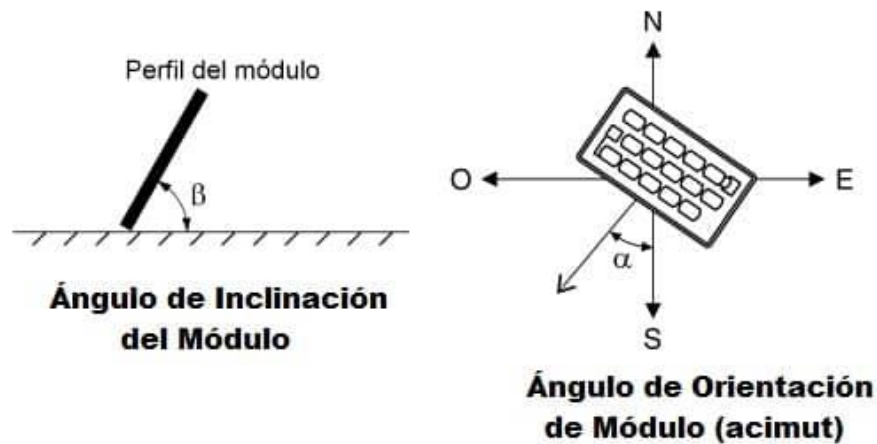 Perfil del módulo
β
Ángulo de Inclinación
del Módulo
N
O
E
α
S
Ángulo de Orientación
de Módulo (acimut)